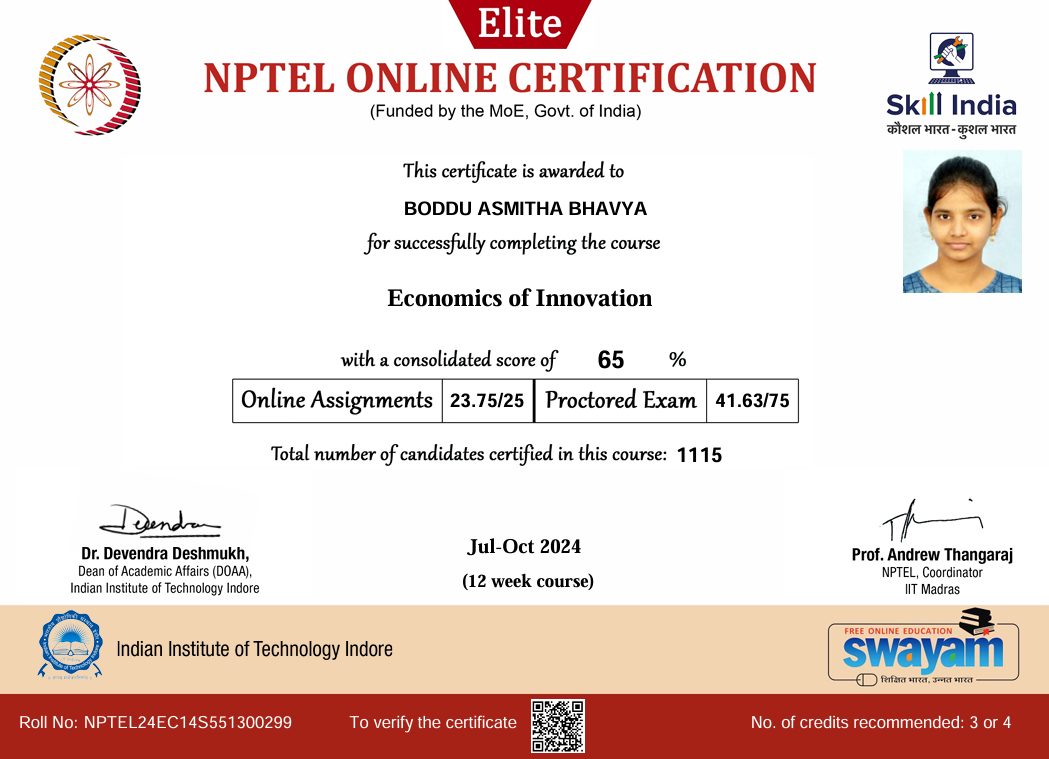 Elite
NPTEL ONLINE CERTIFICATION
(Funded by the MoE, Govt. of India)
Skill India
कौशल भारत - कुशल भारत
This certificate is awarded to
BODDU ASMITHA BHAVYA
for successfully completing the course
Economics of Innovation
with a consolidated score of 65 %
Online Assignments 23.75/25 Proctored Exam 41.63/75
Total number of candidates certified in this course: 1115
Devendra
Dr. Devendra Deshmukh,
Dean of Academic Affairs (DOAA),
Indian Institute of Technology Indore
Jul-Oct 2024
(12 week course)
Prof. Andrew Thangaraj
NPTEL, Coordinator
IIT Madras
Indian Institute of Technology Indore
FREE ONLINE EDUCATION
swayam
शिक्षित भारत, उन्नत भारत
Roll No: NPTEL24EC14S551300299
To verify the certificate
No. of credits recommended: 3 or 4